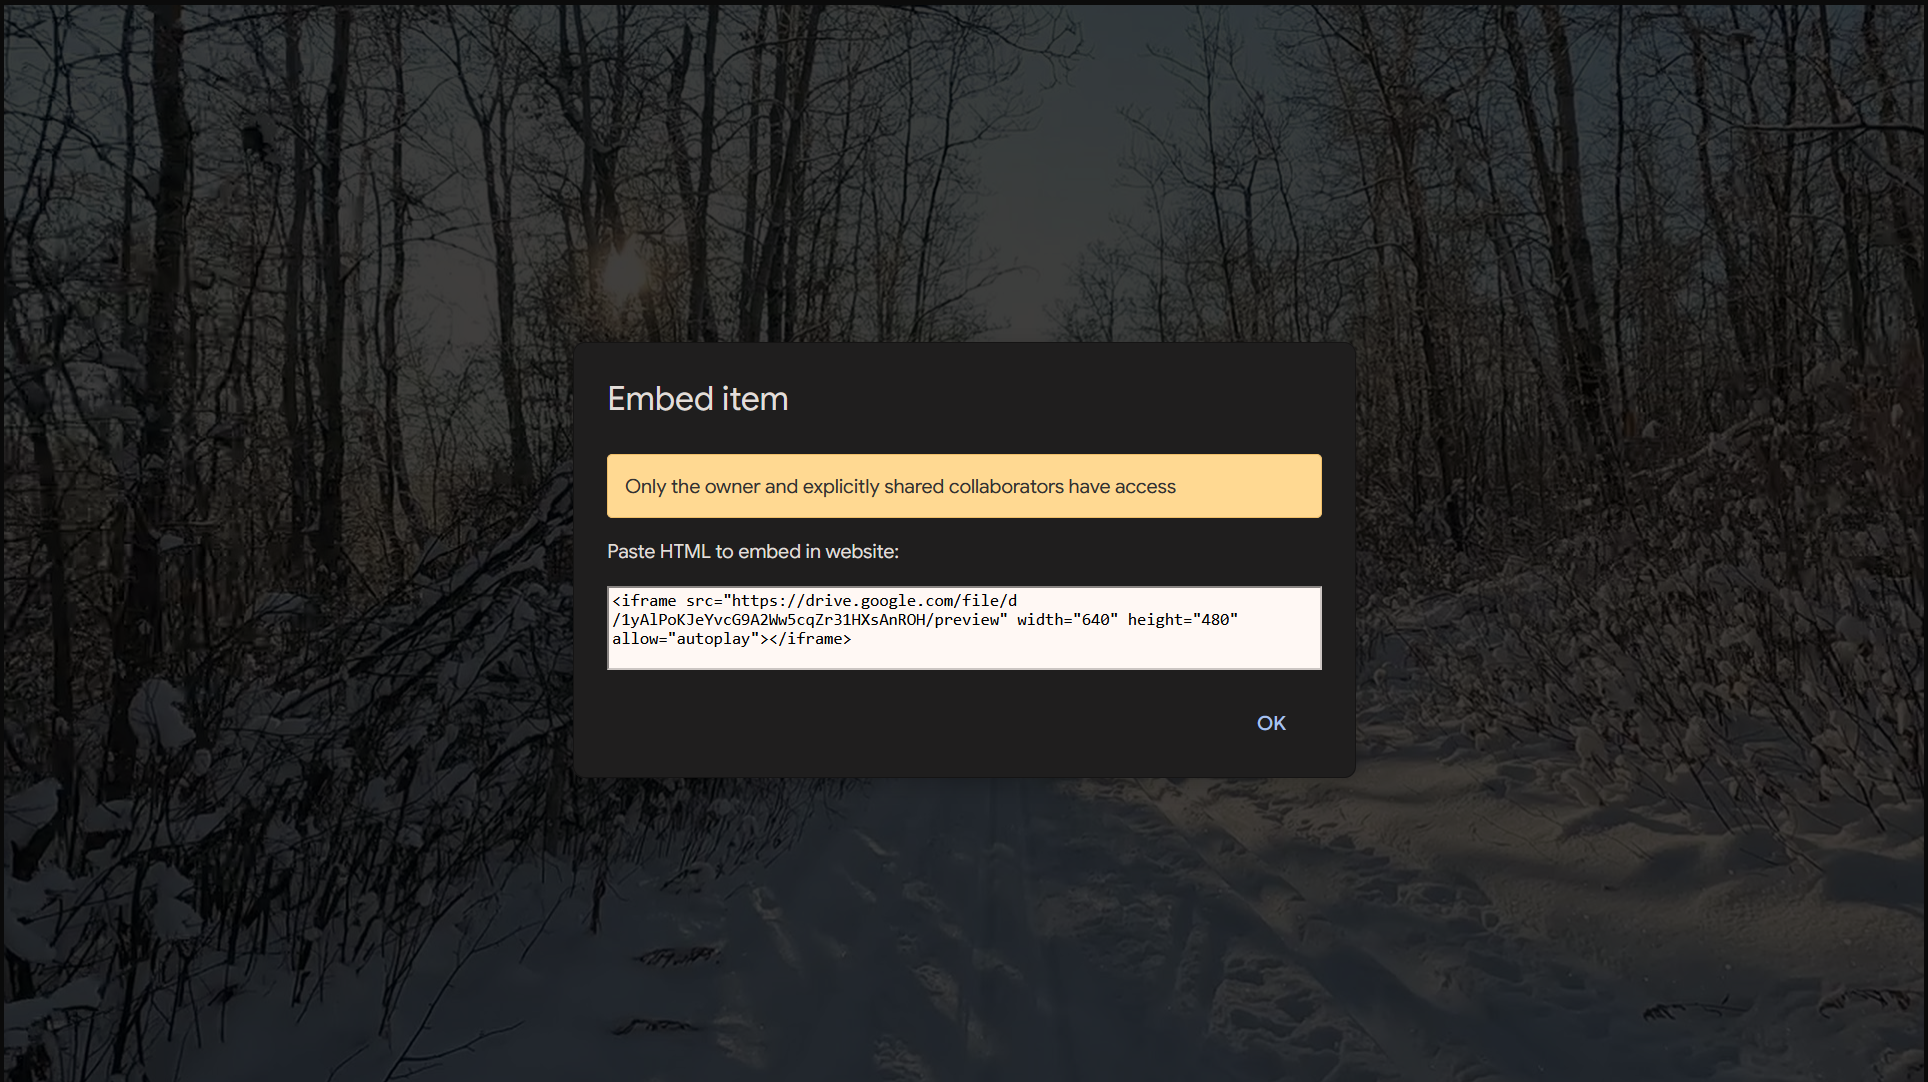 Embed item
Only the owner and explicitly shared collaborators have access
Paste HTML to embed in website:
<iframe src="https://drive.google.com/file/d
/1yAlPoKJeYvcG9A2Ww5cqZr31HXsAnROH/preview" width="640" height="480"
allow="autoplay"></iframe>
OK